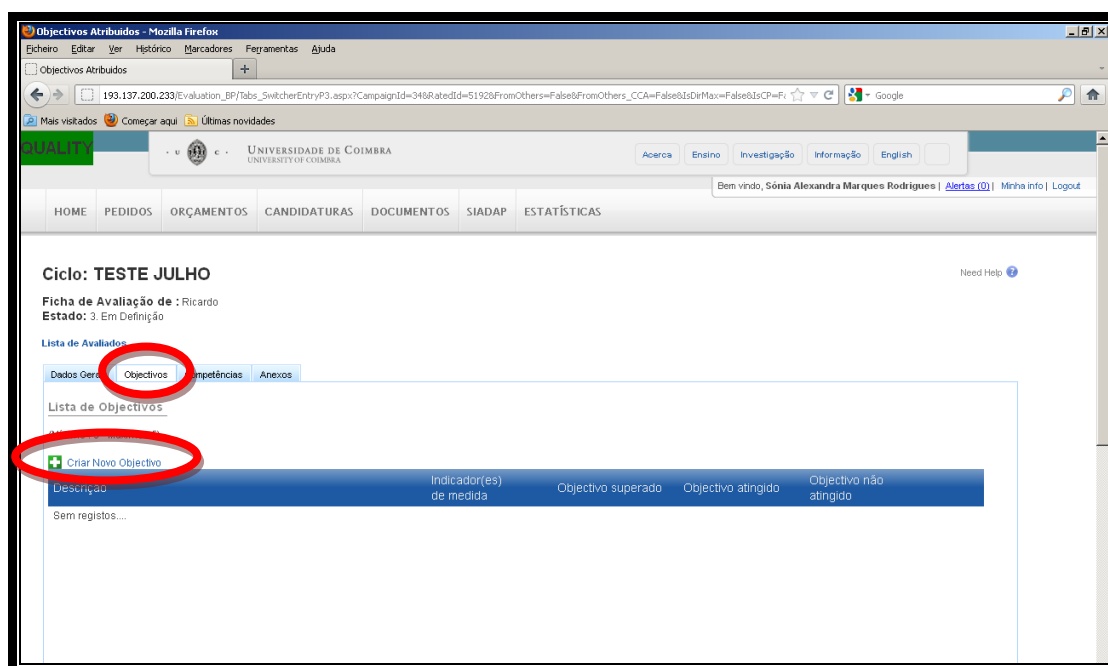 Objectivos Atribuidos - Mozilla Firefox
Ficheiro Editar Ver Histórico Marcadores Ferramentas Ajuda
Objectivos Atribuidos
193.137.200.233/Evaluation_BP/Tabs_SwitcherEntryP3.aspx?CampaignId=34&RatedId=5192&FromOthers=False&FromOthers_CCA=False&IsDirMax=False&IsCP=F Google
Mais visitados Começar aqui Últimas novidades
QUALITY · U C · UNIVERSIDADE DE COIMBRA
UNIVERSITY OF COIMBRA
Acerca Ensino Investigação Informação English
Bem vindo, Sónia Alexandra Marques Rodrigues | Alertas (0) | Minha info | Logout
HOME PEDIDOS ORÇAMENTOS CANDIDATURAS DOCUMENTOS SIADAP ESTATÍSTICAS
Ciclo: TESTE JULHO
Need Help
Ficha de Avaliação de : Ricardo
Estado: 3. Em Definição
Lista de Avaliados
Dados Objectivos Competências Anexos
Lista de Objectivos
Criar Novo Objectivo
Descrição Indicador(es) de medida Objectivo superado Objectivo atingido Objectivo não atingido
Sem registos....